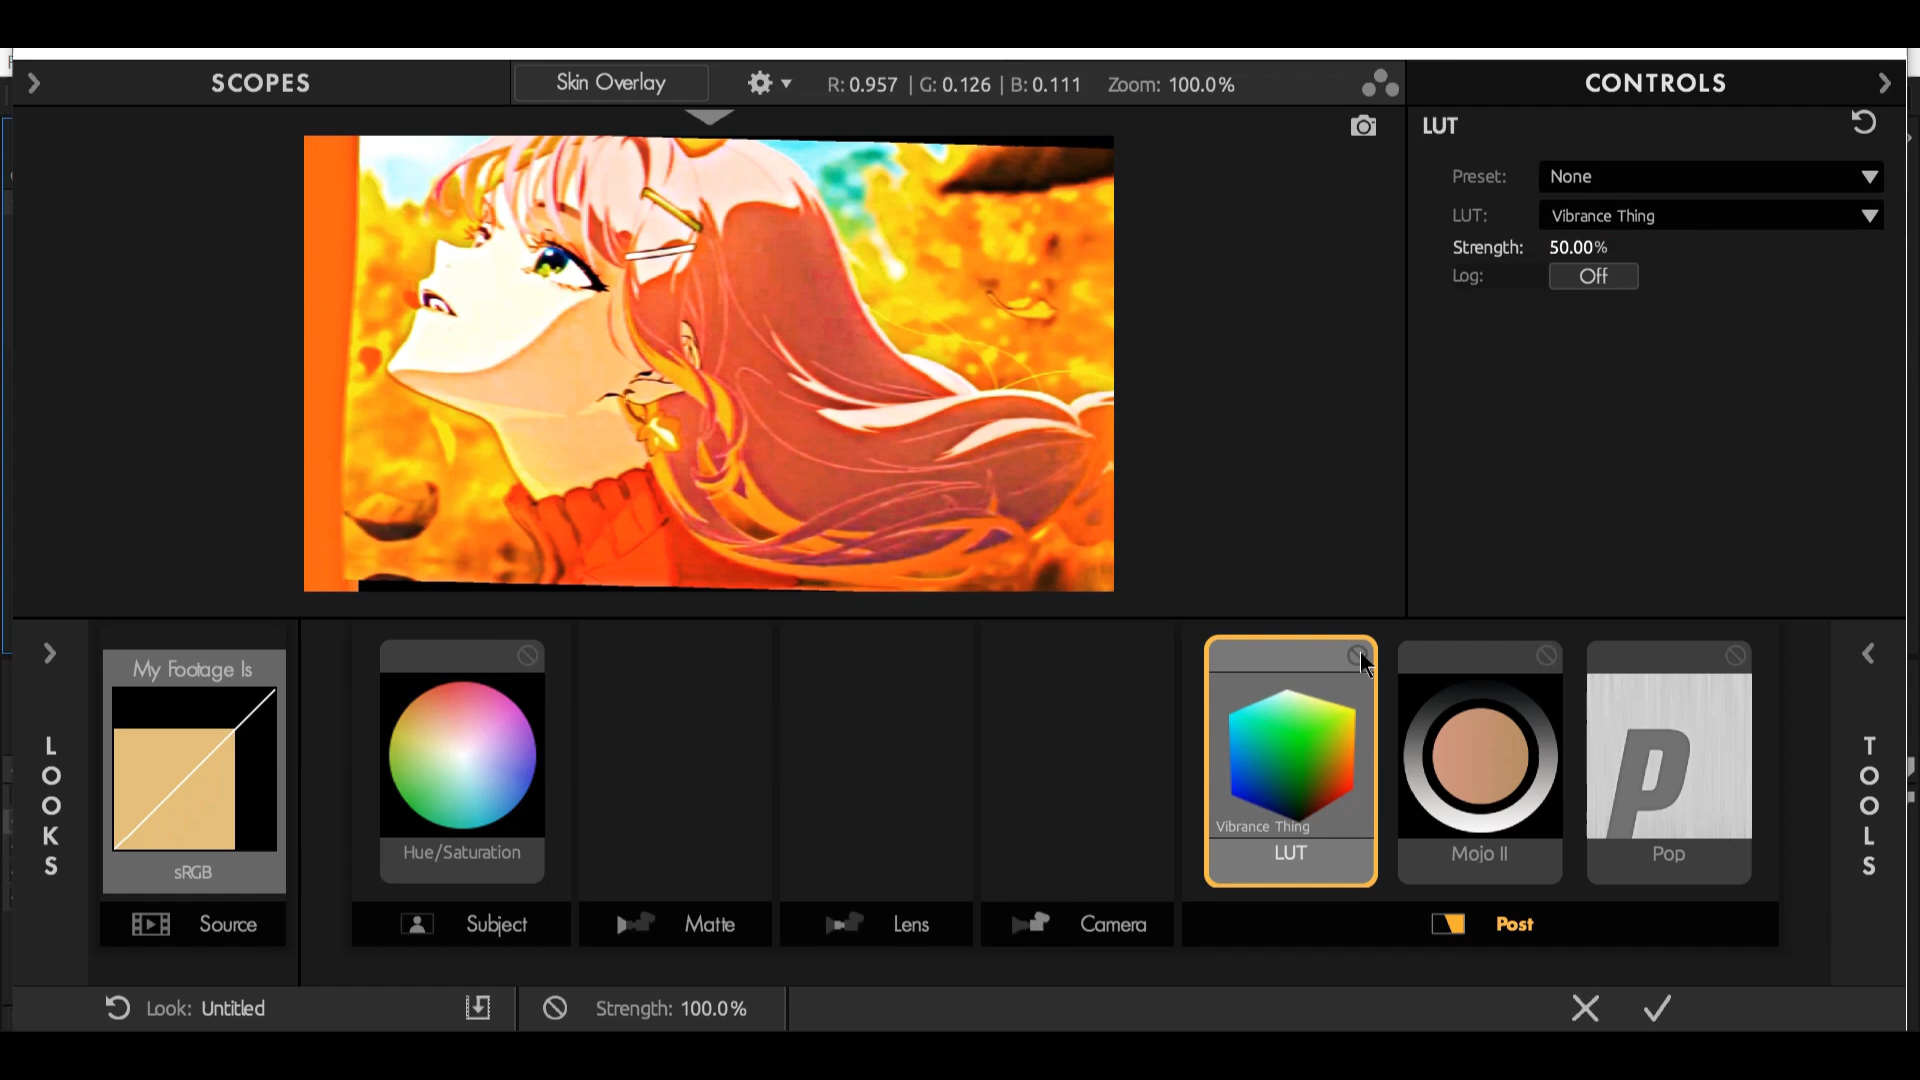 SCOPES
Skin Overlay
R: 0.957 | G: 0.126 | B: 0.111
Zoom: 100.0%
CONTROLS
LUT
Preset: None
LUT: Vibrance Thing
Strength: 50.00%
Log: Off
LOOKS
My Footage Is
sRGB
Source
Hue/Saturation
Subject
Matte
Lens
Camera
Vibrance Thing
LUT
Mojo II
P
Pop
Post
TOOLS
Look: Untitled
Strength: 100.0%